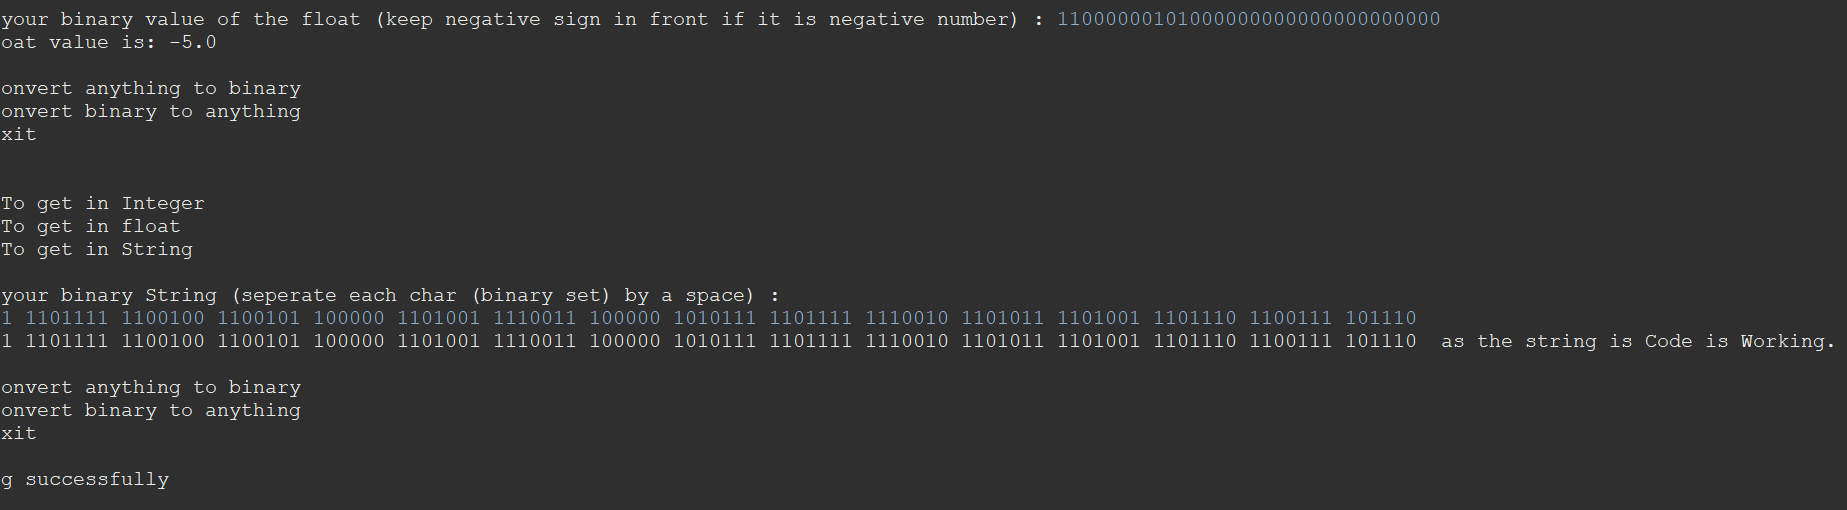 your binary value of the float (keep negative sign in front if it is negative number) : 11000000101000000000000000000000
oat value is: -5.0
onvert anything to binary
onvert binary to anything
xit
To get in Integer
To get in float
To get in String
your binary String (seperate each char (binary set) by a space) :
1 1101111 1100100 1100101 100000 1101001 1110011 100000 1010111 1101111 1110010 1101011 1101001 1101110 1100111 101110
1 1101111 1100100 1100101 100000 1101001 1110011 100000 1010111 1101111 1110010 1101011 1101001 1101110 1100111 101110  as the string is Code is Working.
onvert anything to binary
onvert binary to anything
xit
g successfully